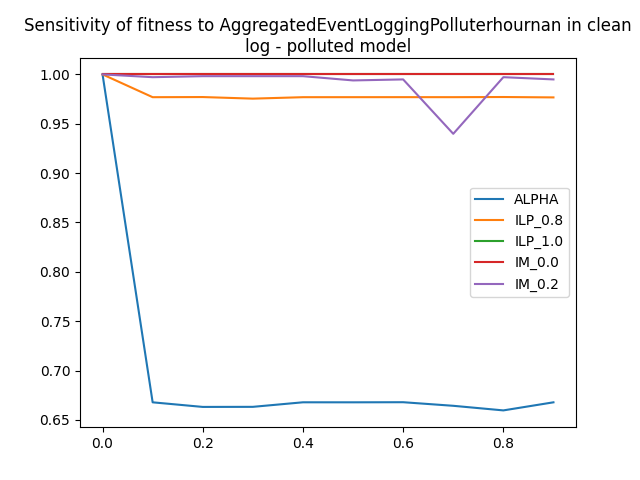 Sensitivity of fitness to AggregatedEventLoggingPolluterhournan in clean
log - polluted model
1.00
0.95
0.90
0.85
0.80
0.75
0.70
0.65
ALPHA
ILP_0.8
ILP_1.0
IM_0.0
IM_0.2
0.0
0.2
0.4
0.6
0.8